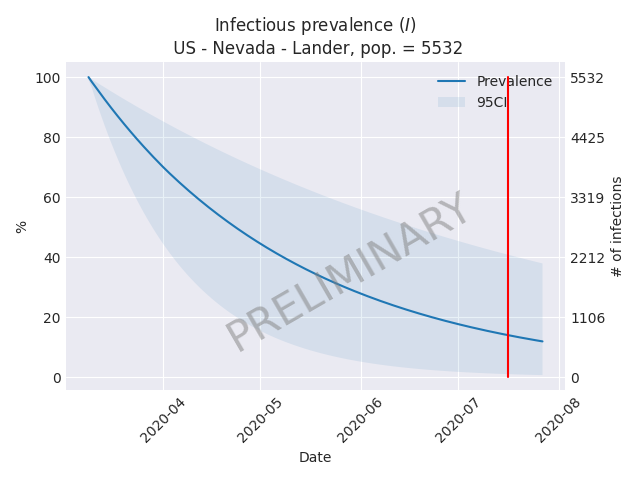 Infectious prevalence (I)
US - Nevada - Lander, pop. = 5532
Prevalence
95CI
100
80
60
40
20
0
%
5532
4425
3319
2212
1106
0
# of infections
PRELIMINARY
2020-04
2020-05
2020-06
2020-07
2020-08
Date